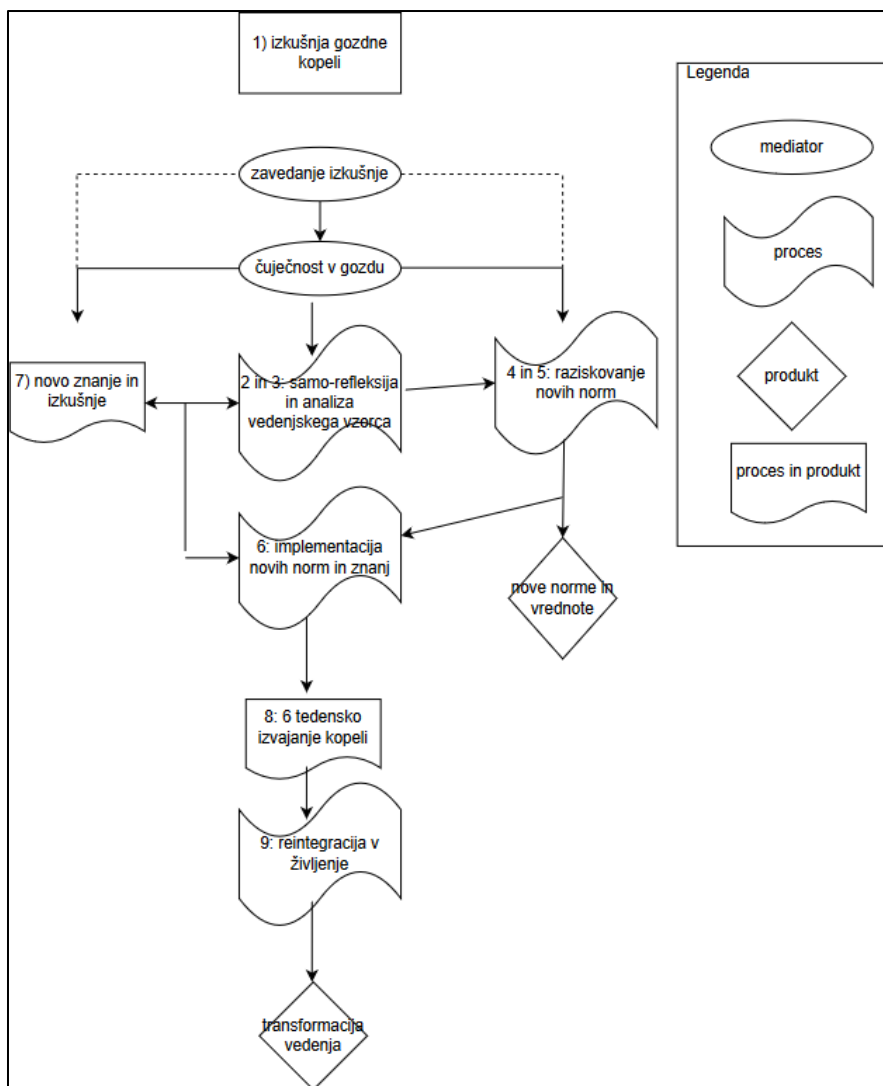 1) izkušnja gozdne
kopeli
Legenda
mediator
zavedanje izkušnje
proces
čuječnost v gozdu
7) novo znanje in
izkušnje
2 in 3: samo-refleksija
in analiza
vedenjskega vzorca
4 in 5: raziskovanje
novih norm
produkt
proces in produkt
6: implementacija
novih norm in znanj
nove norme in
vrednote
8: 6 tedensko
izvajanje kopeli
9: reintegracija v
življenje
transformacija
vedenja